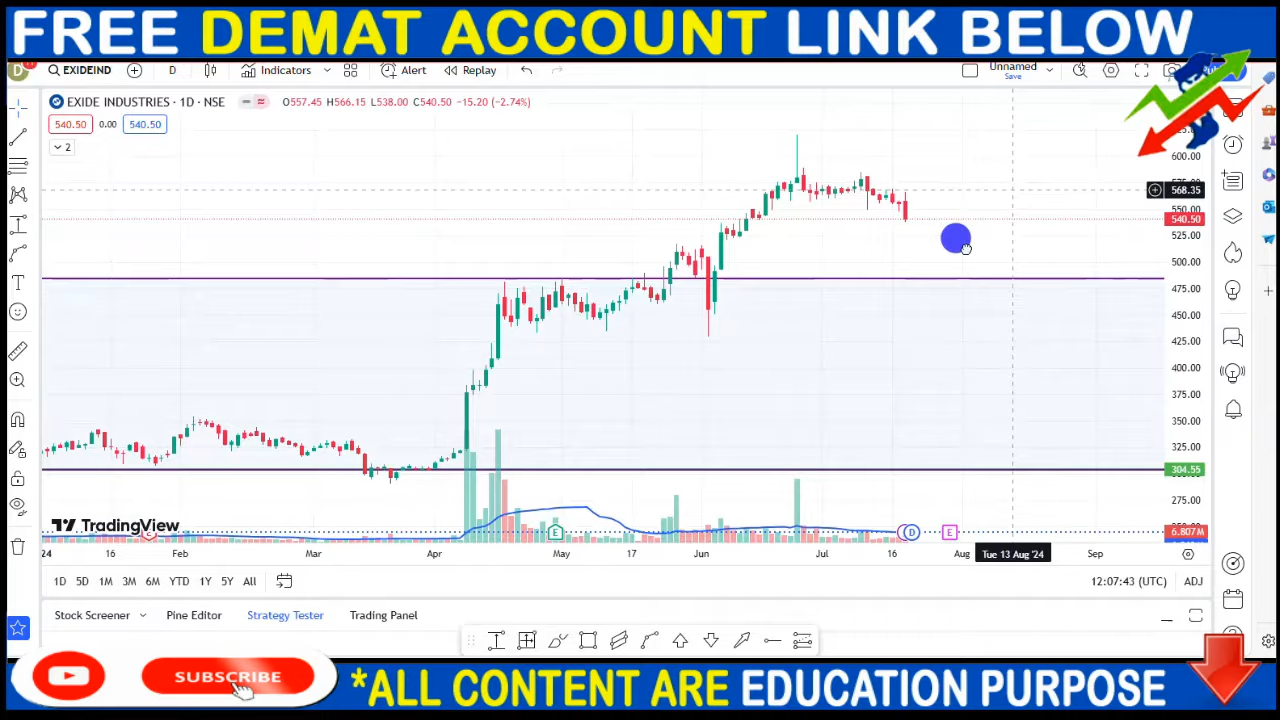 FREE DEMAT ACCOUNT LINK BELOW
D
EXIDEIND
D
Indicators
Alert
Replay
Unnamed
Save
EXIDE INDUSTRIES · 1D · NSE
O557.45 H566.15 L538.00 C540.50 −15.20 (−2.74%)
540.50 0.00 540.50
2
600.00
568.35
550.00
540.50
525.00
500.00
475.00
450.00
425.00
400.00
375.00
350.00
325.00
304.55
275.00
6.807M
TradingView
E
E
D
E
24 16 Feb Mar Apr May 17 Jun Jul 16 Aug Tue 13 Aug '24 Sep
1D 5D 1M 3M 6M YTD 1Y 5Y All
12:07:43 (UTC) ADJ
Stock Screener Pine Editor Strategy Tester Trading Panel
SUBSCRIBE
*ALL CONTENT ARE EDUCATION PURPOSE